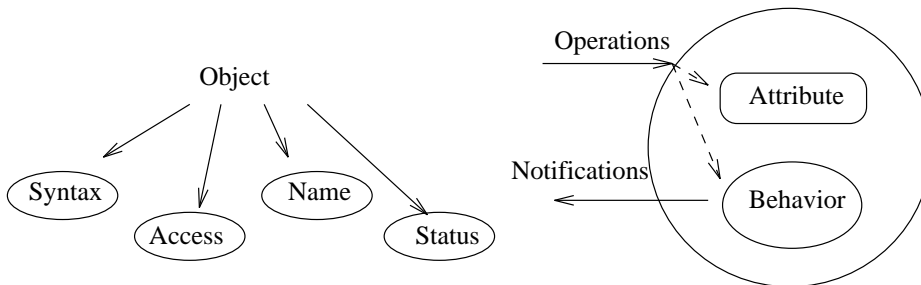 Object
Syntax
Access
Name
Status
Operations
Attribute
Notifications
Behavior